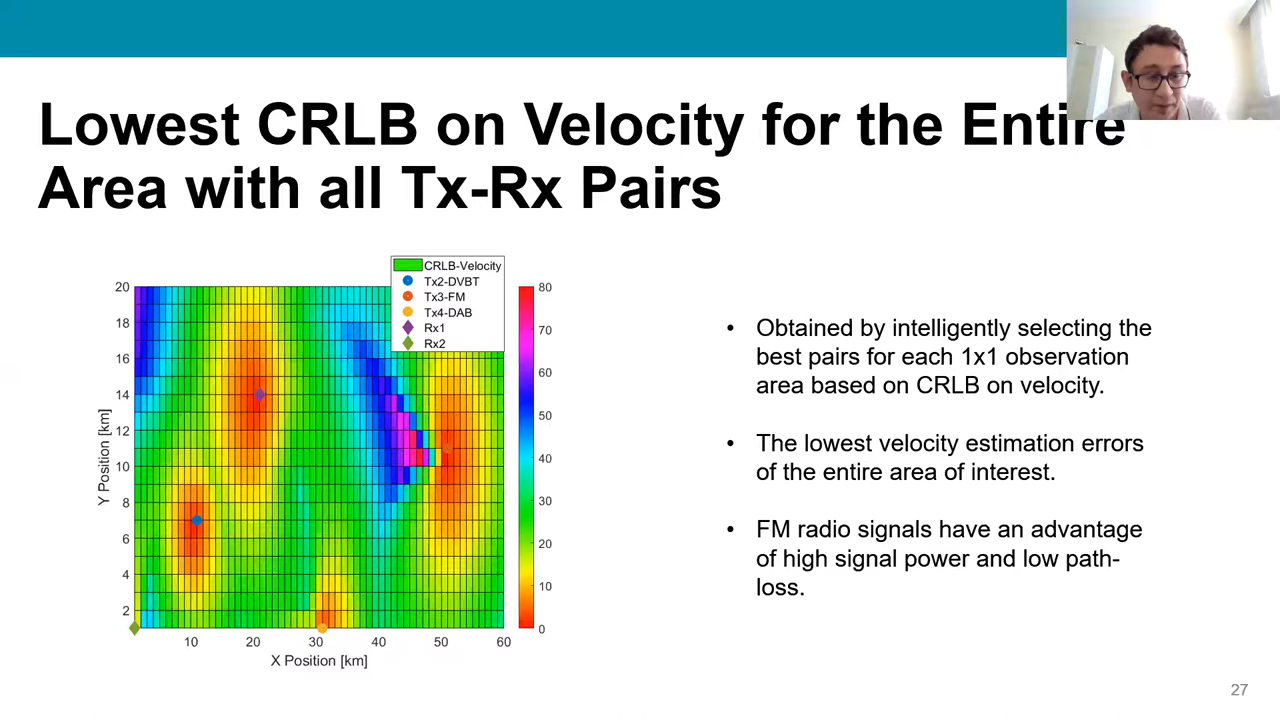 Lowest CRLB on Velocity for the Entire
Area with all Tx-Rx Pairs
CRLB-Velocity
Tx2-DVBT
Tx3-FM
Tx4-DAB
Rx1
Rx2
20
18
16
14
12
10
8
6
4
2
Y Position [km]
10
20
30
40
50
60
X Position [km]
80
70
60
50
40
30
20
10
0
• Obtained by intelligently selecting the
best pairs for each 1x1 observation
area based on CRLB on velocity.
• The lowest velocity estimation errors
of the entire area of interest.
• FM radio signals have an advantage
of high signal power and low path-
loss.
27